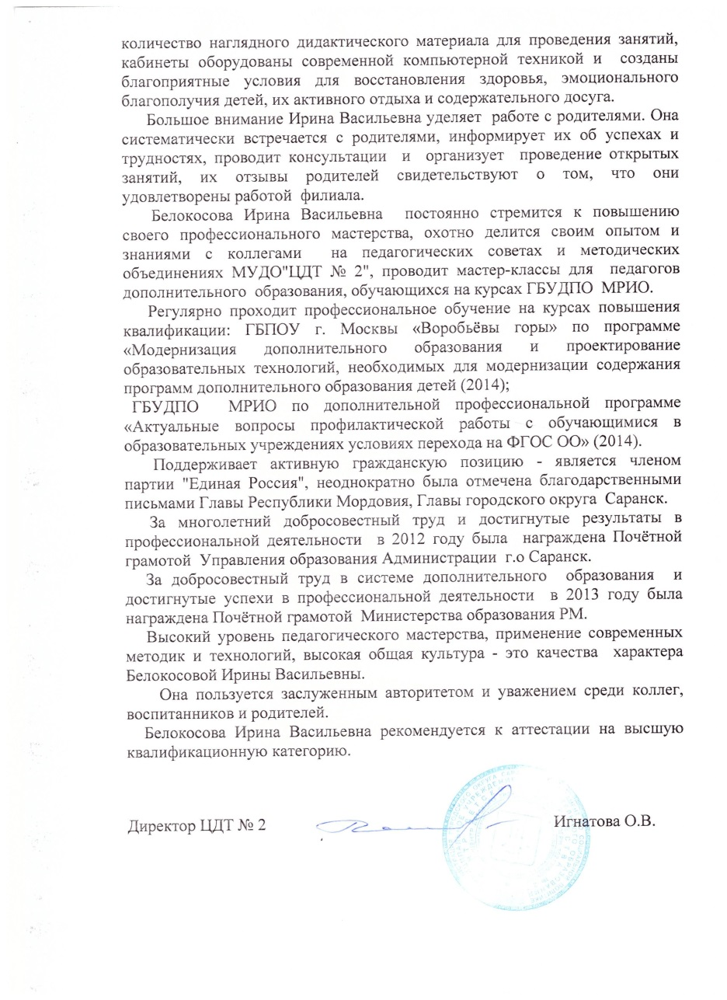 количество наглядного дидактического материала для проведения занятий,
кабинеты оборудованы современной компьютерной техникой и созданы
благоприятные условия для восстановления здоровья, эмоционального
благополучия детей, их активного отдыха и содержательного досуга.
Большое внимание Ирина Васильевна уделяет работе с родителями. Она
систематически встречается с родителями, информирует их об успехах и
трудностях, проводит консультации и организует проведение открытых
занятий, их отзывы родителей свидетельствуют о том, что они
удовлетворены работой филиала.
Белокосова Ирина Васильевна постоянно стремится к повышению
своего профессионального мастерства, охотно делится своим опытом и
знаниями с коллегами на педагогических советах и методических
объединениях МУДО"ЦДТ № 2", проводит мастер-классы для педагогов
дополнительного образования, обучающихся на курсах ГБУДПО МРИО.
Регулярно проходит профессиональное обучение на курсах повышения
квалификации: ГБПОУ г. Москвы «Воробьёвы горы» по программе
«Модернизация дополнительного образования и проектирование
образовательных технологий, необходимых для модернизации содержания
программ дополнительного образования детей (2014);
ГБУДПО МРИО по дополнительной профессиональной программе
«Актуальные вопросы профилактической работы с обучающимися в
образовательных учреждениях условиях перехода на ФГОС ОО» (2014).
Поддерживает активную гражданскую позицию - является членом
партии "Единая Россия", неоднократно была отмечена благодарственными
письмами Главы Республики Мордовия, Главы городского округа Саранск.
За многолетний добросовестный труд и достигнутые результаты в
профессиональной деятельности в 2012 году была награждена Почётной
грамотой Управления образования Администрации г.о Саранск.
За добросовестный труд в системе дополнительного образования и
достигнутые успехи в профессиональной деятельности в 2013 году была
награждена Почётной грамотой Министерства образования РМ.
Высокий уровень педагогического мастерства, применение современных
методик и технологий, высокая общая культура - это качества характера
Белокосовой Ирины Васильевны.
Она пользуется заслуженным авторитетом и уважением среди коллег,
воспитанников и родителей.
Белокосова Ирина Васильевна рекомендуется к аттестации на высшую
квалификационную категорию.
Директор ЦДТ № 2
Игнатова О.В.